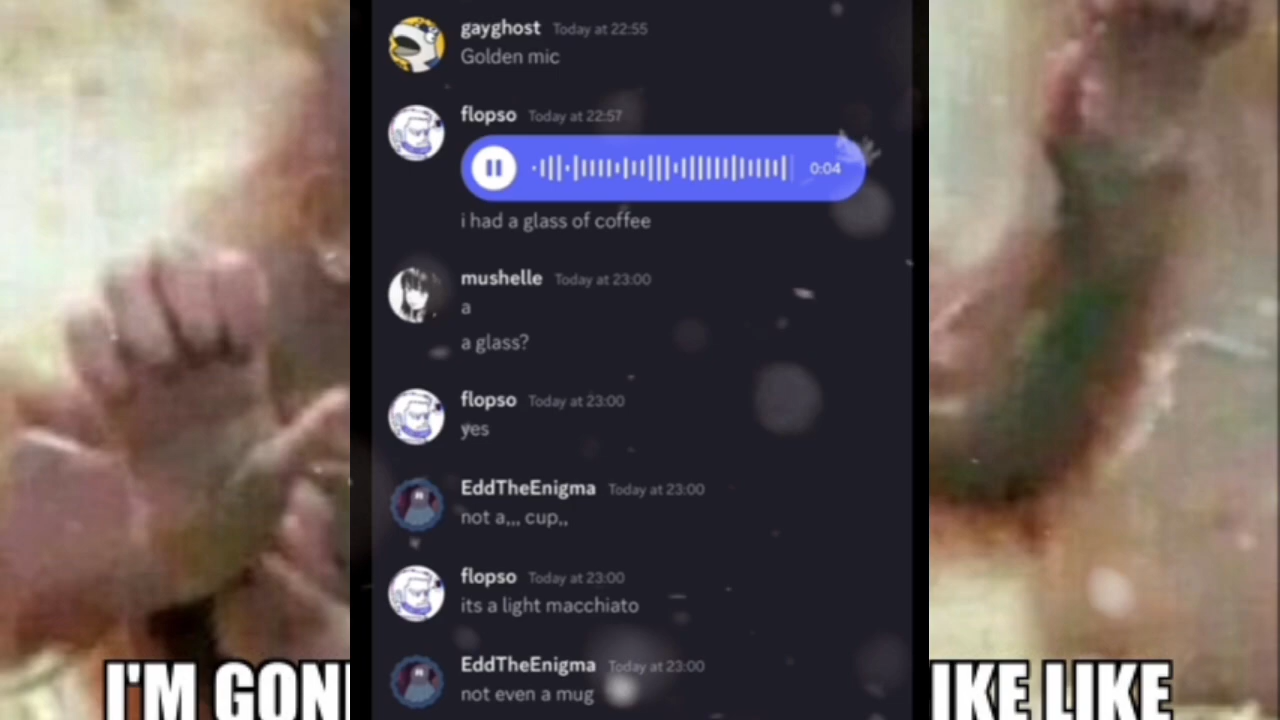 gayghost Today at 22:55
Golden mic
flopso Today at 22:57
0:04
i had a glass of coffee
mushelle Today at 23:00
a
a glass?
flopso Today at 23:00
yes
EddTheEnigma Today at 23:00
not a,,, cup,,
flopso Today at 23:00
its a light macchiato
EddTheEnigma Today at 23:00
not even a mug
I'M GON
IKE LIKE